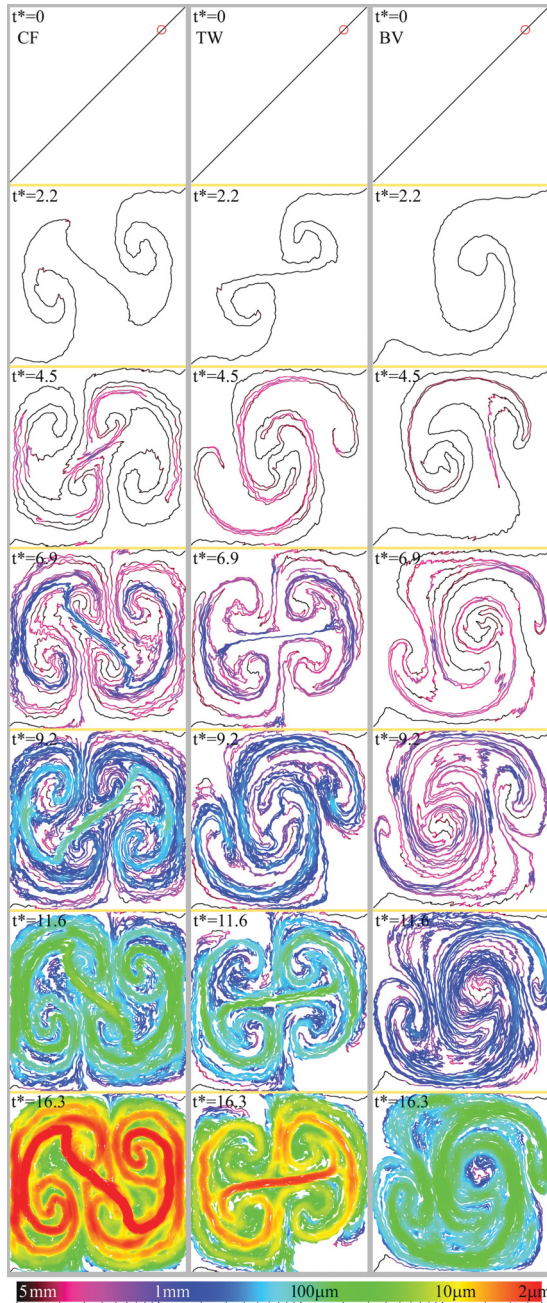 t*=0 t*=0 t*=0
CF TW BV
t*=2.2 t*=2.2 t*=2.2
t*=4.5 t*=4.5 t*=4.5
t*=6.9 t*=6.9 t*=6.9
t*=9.2 t*=9.2 t*=9.2
t*=11.6 t*=11.6 t*=11.6
t*=16.3 t*=16.3 t*=16.3
5mm 1mm 100μm 10μm 2μm